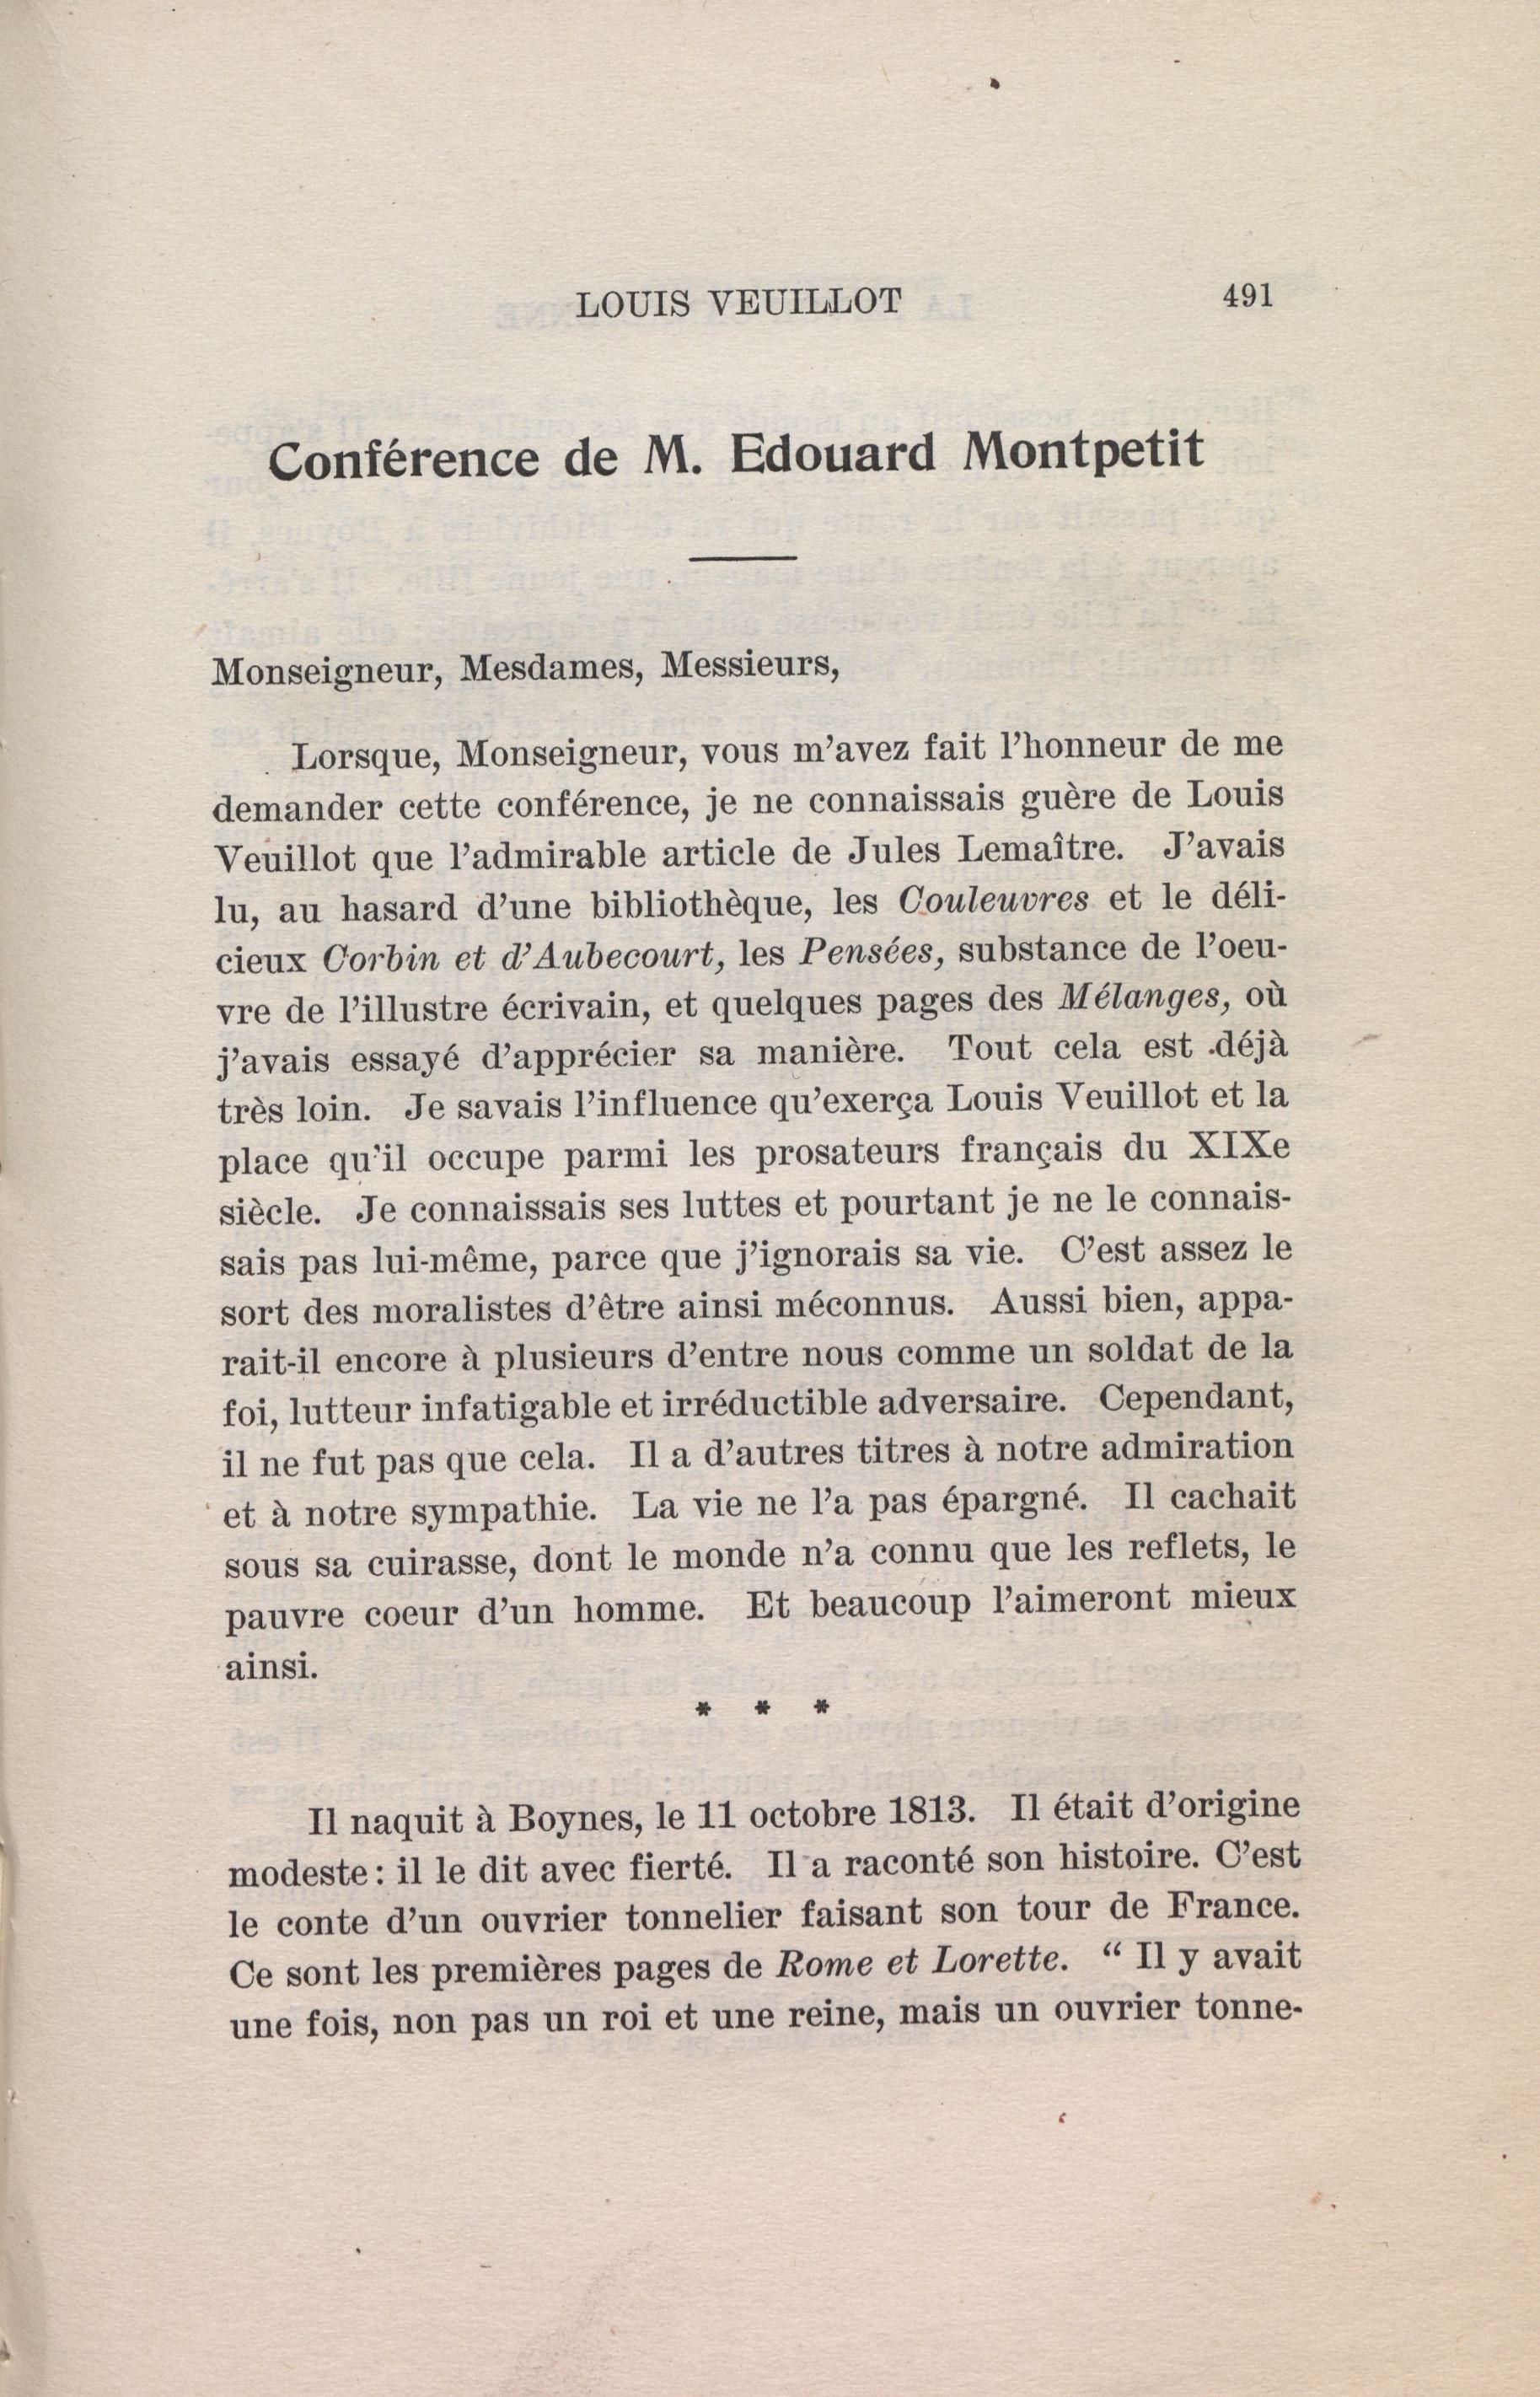 LOUIS VEUILLOT 491
Conférence de M. Edouard Montpetit
Monseigneur, Mesdames, Messieurs,
Lorsque, Monseigneur, vous m'avez fait l'honneur de me
demander cette conférence, je ne connaissais guère de Louis
Veuillot que l'admirable article de Jules Lemaître. J'avais
lu, au hasard d'une bibliothèque, les Couleuvres et le déli-
cieux Corbin et d'Aubecourt, les Pensées, substance de l'oeu-
vre de l'illustre écrivain, et quelques pages des Mélanges, où
j'avais essayé d'apprécier sa manière. Tout cela est déjà
très loin. Je savais l'influence qu'exerça Louis Veuillot et la
place qu'il occupe parmi les prosateurs français du XIXe
siècle. Je connaissais ses luttes et pourtant je ne le connais-
sais pas lui-même, parce que j'ignorais sa vie. C'est assez le
sort des moralistes d'être ainsi méconnus. Aussi bien, appa-
rait-il encore à plusieurs d'entre nous comme un soldat de la
foi, lutteur infatigable et irréductible adversaire. Cependant,
il ne fut pas que cela. Il a d'autres titres à notre admiration
et à notre sympathie. La vie ne l'a pas épargné. Il cachait
sous sa cuirasse, dont le monde n'a connu que les reflets, le
pauvre coeur d'un homme. Et beaucoup l'aimeront mieux
ainsi.
* * *
Il naquit à Boynes, le 11 octobre 1813. Il était d'origine
modeste: il le dit avec fierté. Il a raconté son histoire. C'est
le conte d'un ouvrier tonnelier faisant son tour de France.
Ce sont les premières pages de Rome et Lorette. “ Il y avait
une fois, non pas un roi et une reine, mais un ouvrier tonne-